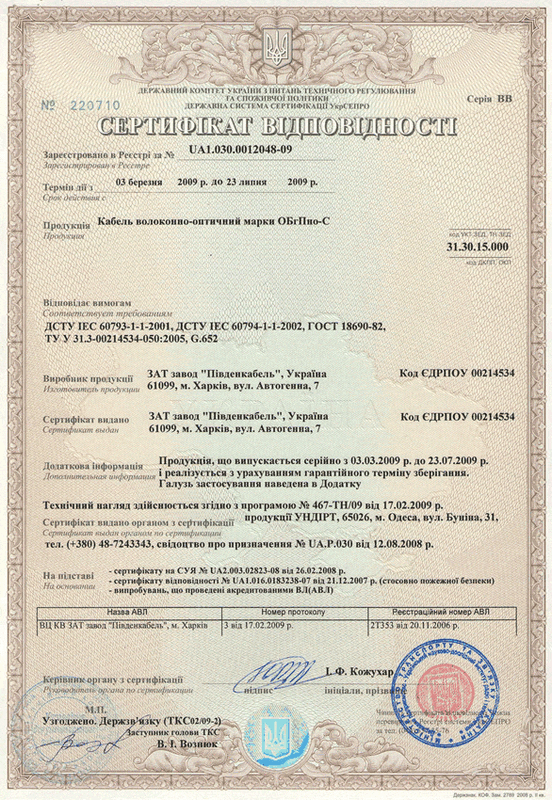 ДЕРЖАВНИЙ КОМІТЕТ УКРАЇНИ З ПИТАНЬ ТЕХНІЧНОГО РЕГУЛЮВАННЯ
ТА СПОЖИВЧОЇ ПОЛІТИКИ
№ 220710
ДЕРЖАВНА СИСТЕМА СЕРТИФІКАЦІЇ УкрСЕПРО
Серія ВВ
СЕРТИФІКАТ ВІДПОВІДНОСТІ
Зареєстровано в Реєстрі за № UA1.030.0012048-09
Зарегистрирован в Реестре
Термін дії з 03 березня 2009 р. до 23 липня 2009 р.
Срок действия с
Продукція Кабель волоконно-оптичний марки ОБгПно-С
Продукция
код УКТ ЗЕД, ТН ЗЕД
31.30.15.000
код ДКПП, ОКП
Відповідає вимогам
Соответствует требованиям
ДСТУ IEC 60793-1-1-2001, ДСТУ IEC 60794-1-1-2002, ГОСТ 18690-82,
ТУ У 31.3-00214534-050:2005, G.652
Виробник продукції ЗАТ завод "Південкабель", Україна Код ЄДРПОУ 00214534
Изготовитель продукции 61099, м. Харків, вул. Автогенна, 7
Сертифікат видано ЗАТ завод "Південкабель", Україна Код ЄДРПОУ 00214534
Сертификат выдан 61099, м. Харків, вул. Автогенна, 7
Додаткова інформація Продукція, що випускається серійно з 03.03.2009 р. до 23.07.2009 р.
Дополнительная информация і реалізується з урахуванням гарантійного терміну зберігання.
Галузь застосування наведена в Додатку
Технічний нагляд здійснюється згідно з програмою № 467-ТН/09 від 17.02.2009 р.
Сертифікат видано органом з сертифікації продукції УНДІРТ, 65026, м. Одеса, вул. Буніна, 31,
Сертификат выдан органом по сертификации
тел. (+380) 48-7243343, свідоцтво про призначення № UA.P.030 від 12.08.2008 р.
На підставі - сертифікату на СУЯ № UA2.003.02823-08 від 26.02.2008 р.
На основании - сертифікату відповідності № UA1.016.0183238-07 від 21.12.2007 р. (стосовно пожежної безпеки)
- випробувань, що проведені акредитованими ВЛ(АВЛ)
Назва АВЛ Номер протоколу Реєстраційний номер АВЛ
ВЦ КВ ЗАТ завод "Південкабель", м. Харків 3 від 17.02.2009 р. 2Т353 від 20.11.2006 р.
Керівник органу з сертифікації І. Ф. Кожухар
Руководитель органа по сертификации підпис ініціали, прізвище
М.П.
Узгоджено. Держзв'язку (ТКС02/09-2)
Заступник голови ТКС
В. І. Вознюк
Держзнак. КОФ. Зам. 2789 2008 р. II кв.